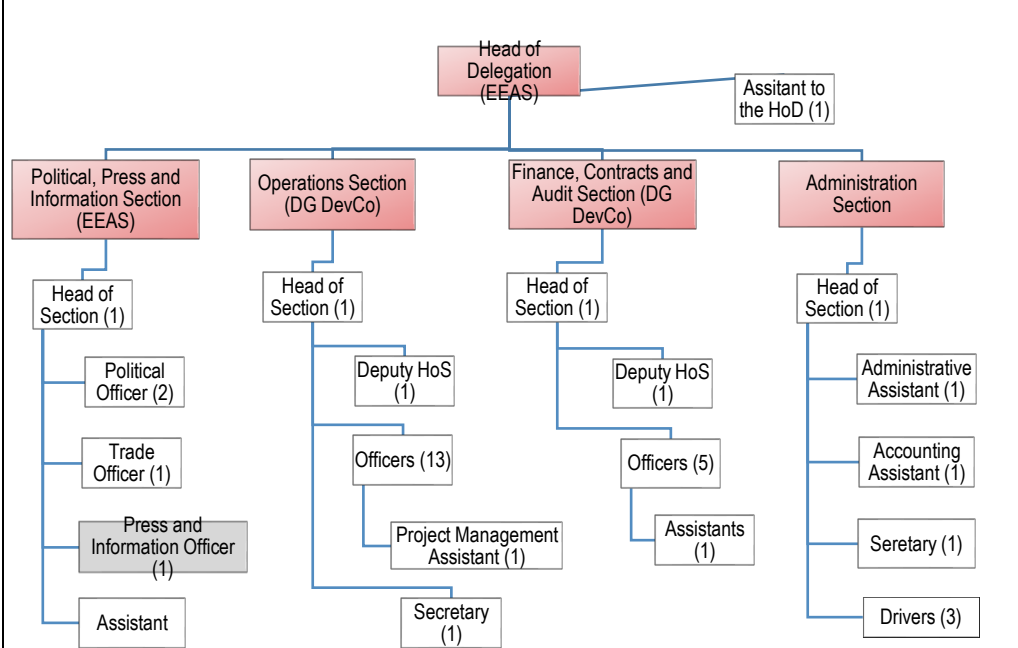 Head of
Delegation
(EEAS)
Assitant to
the HoD (1)
Political, Press and
Information Section
(EEAS)
Operations Section
(DG DevCo)
Finance, Contracts and
Audit Section (DG
DevCo)
Administration
Section
Head of
Section (1)
Head of
Section (1)
Head of
Section (1)
Head of
Section (1)
Political
Officer (2)
Trade
Officer (1)
Press and
Information Officer
(1)
Assistant
Deputy HoS
(1)
Officers (13)
Project Management
Assistant (1)
Secretary
(1)
Deputy HoS
(1)
Officers (5)
Assistants
(1)
Administrative
Assistant (1)
Accounting
Assistant (1)
Seretary (1)
Drivers (3)